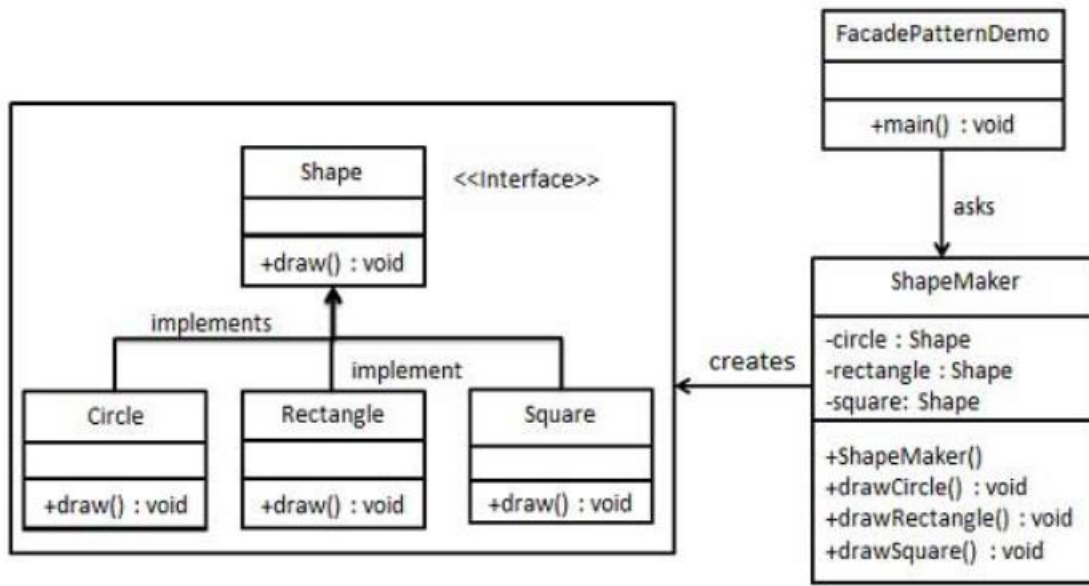 FacadePatternDemo
+main() : void
asks
Shape
<<Interface>>
+draw() : void
implements
implement
Circle
+draw() : void
Rectangle
+draw() : void
Square
+draw() : void
creates
ShapeMaker
-circle : Shape
-rectangle : Shape
-square: Shape
+ShapeMaker()
+drawCircle() : void
+drawRectangle() : void
+drawSquare() : void